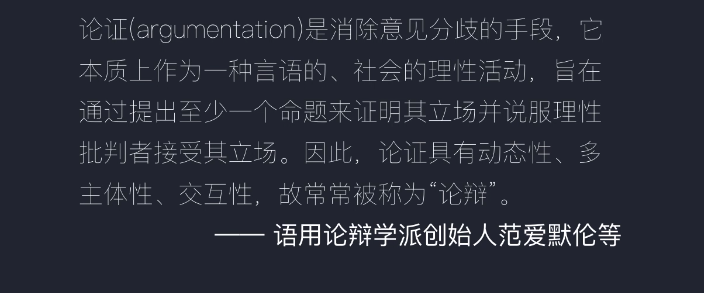 论证(argumentation)是消除意见分歧的手段，它
本质上作为一种言语的、社会的理性活动，旨在
通过提出至少一个命题来证明其立场并说服理性
批判者接受其立场。因此，论证具有动态性、多
主体性、交互性，故常常被称为“论辩”。
—— 语用论辩学派创始人范爱默伦等